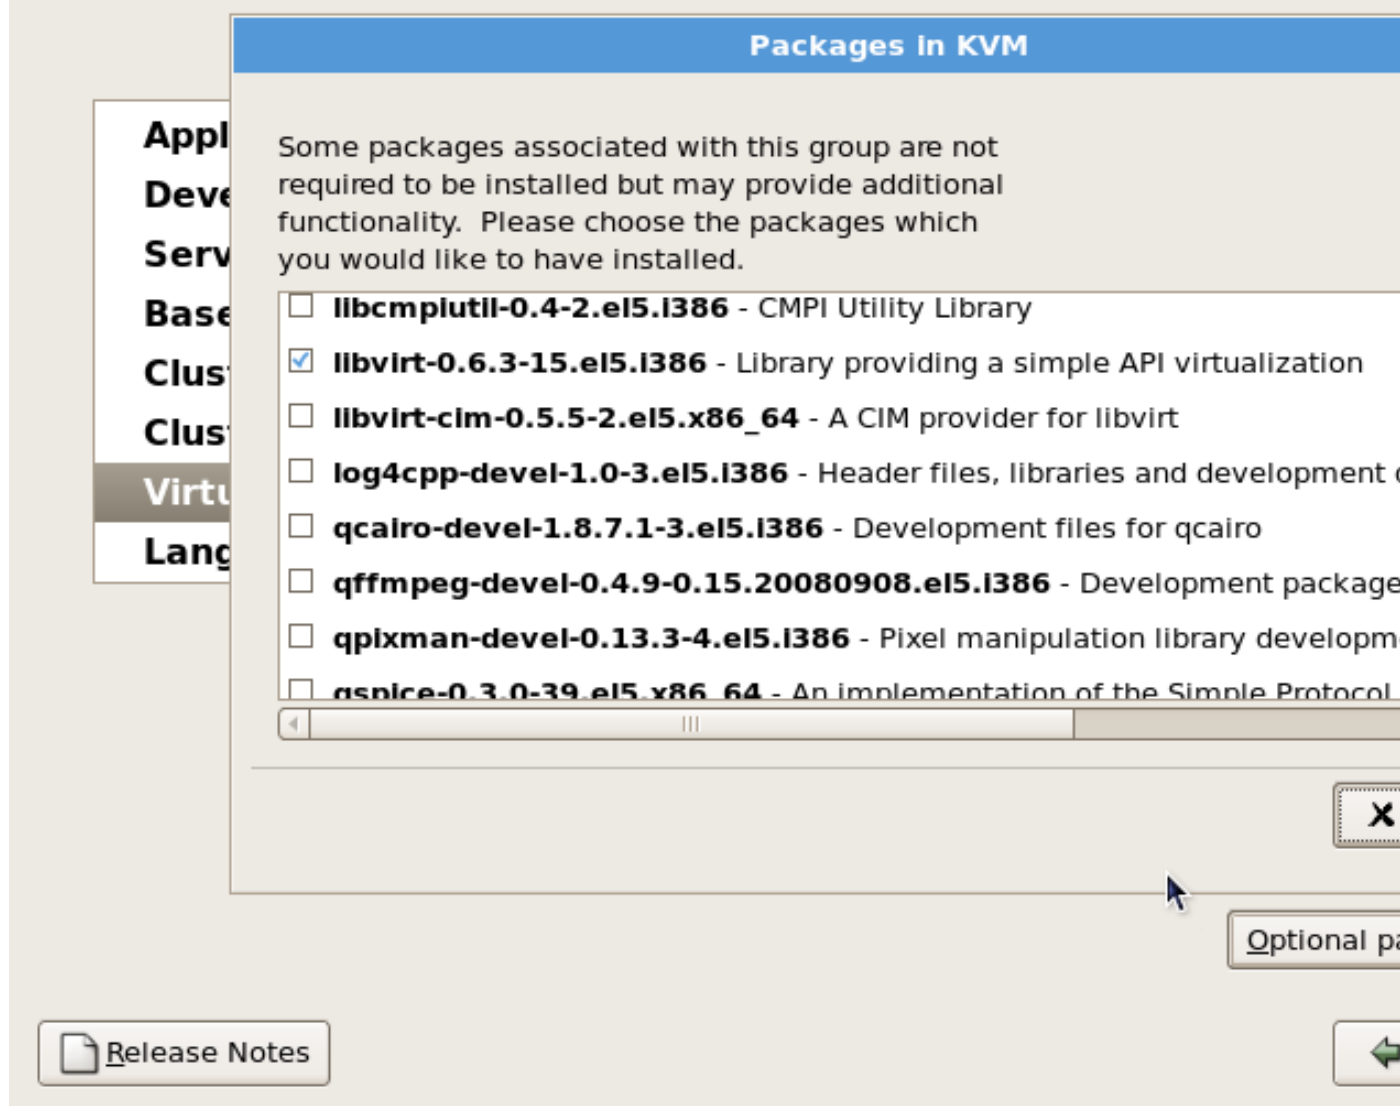 Packages in KVM
Appl
Deve
Serv
Base
Clus
Clus
Virtu
Lang
Some packages associated with this group are not
required to be installed but may provide additional
functionality.  Please choose the packages which
you would like to have installed.
libcmpiutil-0.4-2.el5.i386 - CMPI Utility Library
libvirt-0.6.3-15.el5.i386 - Library providing a simple API virtualization
libvirt-cim-0.5.5-2.el5.x86_64 - A CIM provider for libvirt
log4cpp-devel-1.0-3.el5.i386 - Header files, libraries and development
qcairo-devel-1.8.7.1-3.el5.i386 - Development files for qcairo
qffmpeg-devel-0.4.9-0.15.20080908.el5.i386 - Development package
qpixman-devel-0.13.3-4.el5.i386 - Pixel manipulation library developm
qspice-0.3.0-39.el5.x86_64 - An implementation of the Simple Protocol
Optional pa
Release Notes